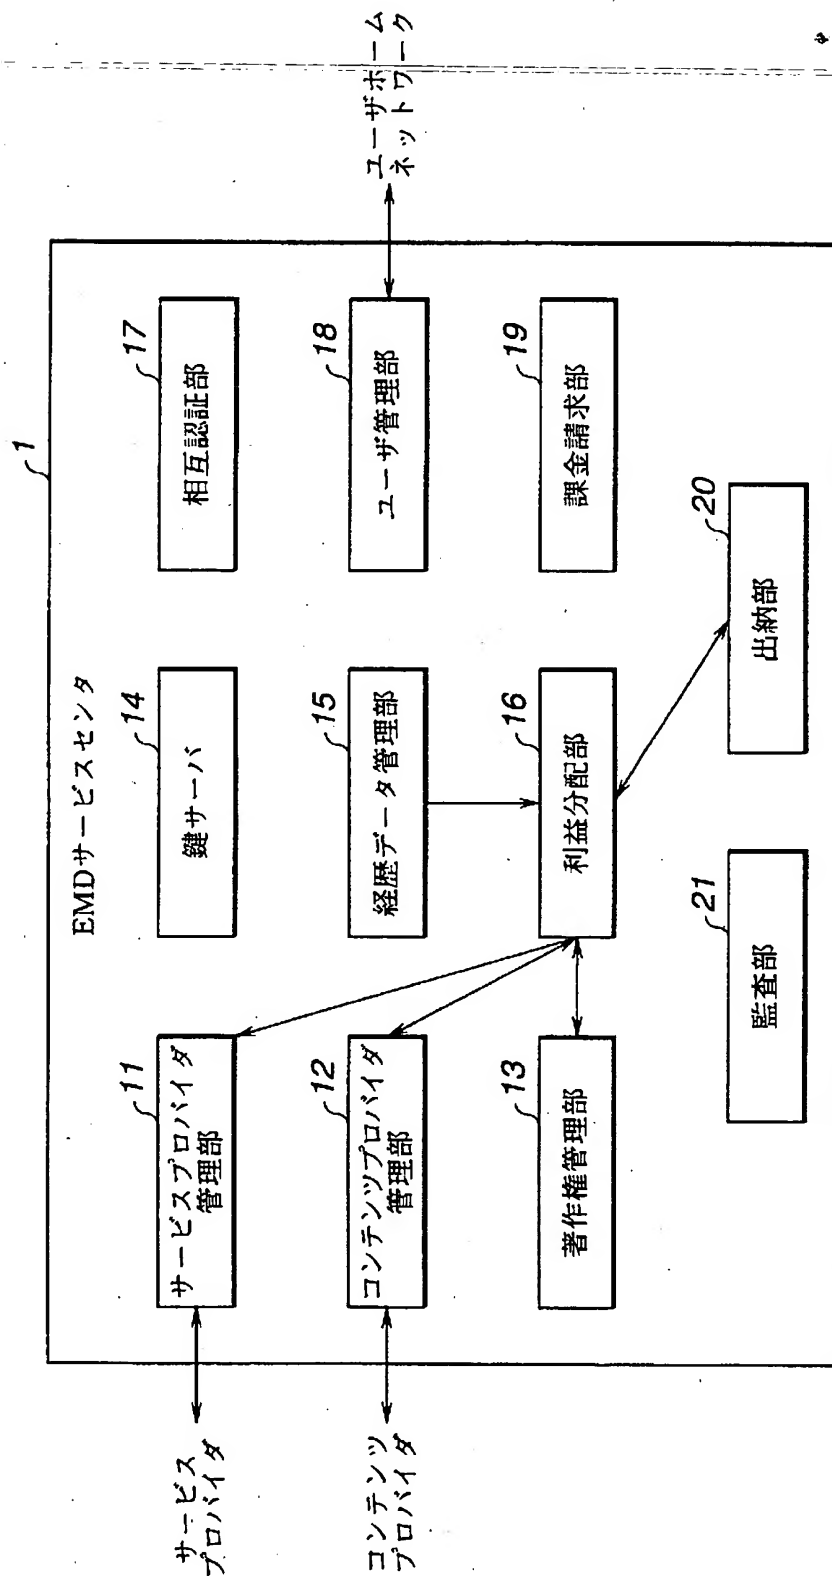 1
EMDサービスセンタ
サービス
プロバイダ
11
サービスプロバイダ
管理部
14
鍵サーバ
17
相互認証部
コンテンツ
プロバイダ
12
コンテンツプロバイダ
管理部
15
経歴データ管理部
18
ユーザ管理部
ユーザホーム
ネットワーク
13
著作権管理部
16
利益分配部
19
課金請求部
21
監査部
20
出納部